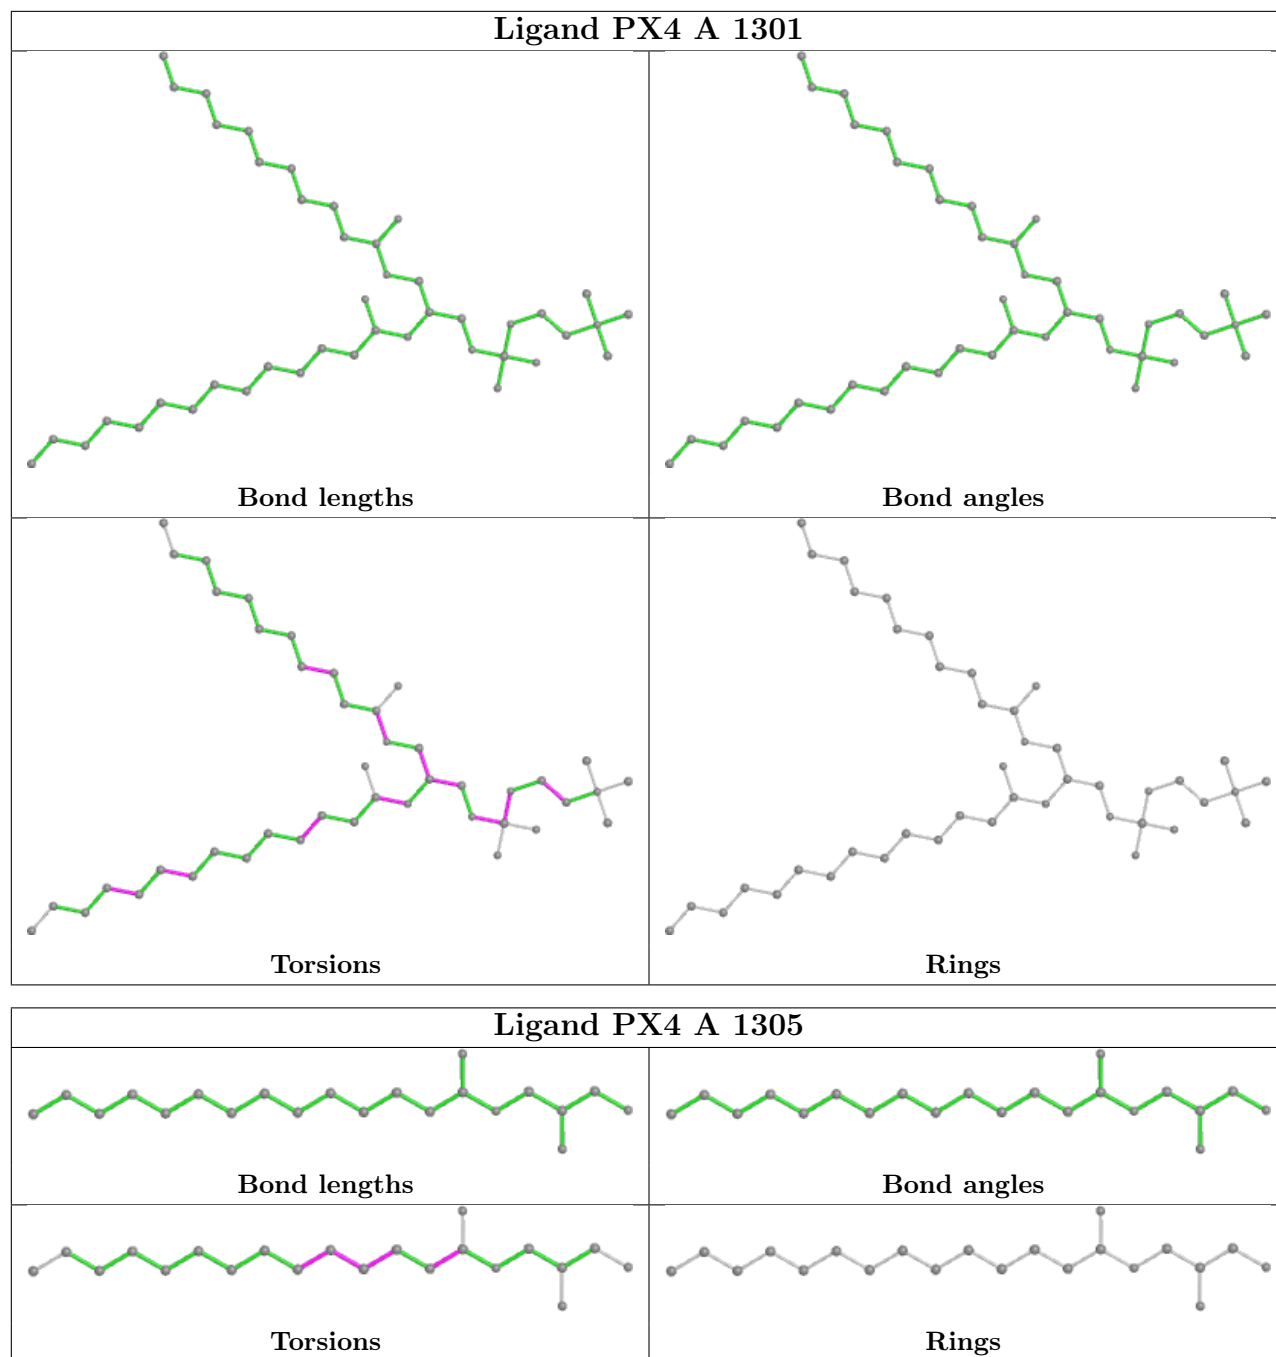 Ligand PX4 A 1301
Bond lengths
Bond angles
Torsions
Rings
Ligand PX4 A 1305
Bond lengths
Bond angles
Torsions
Rings